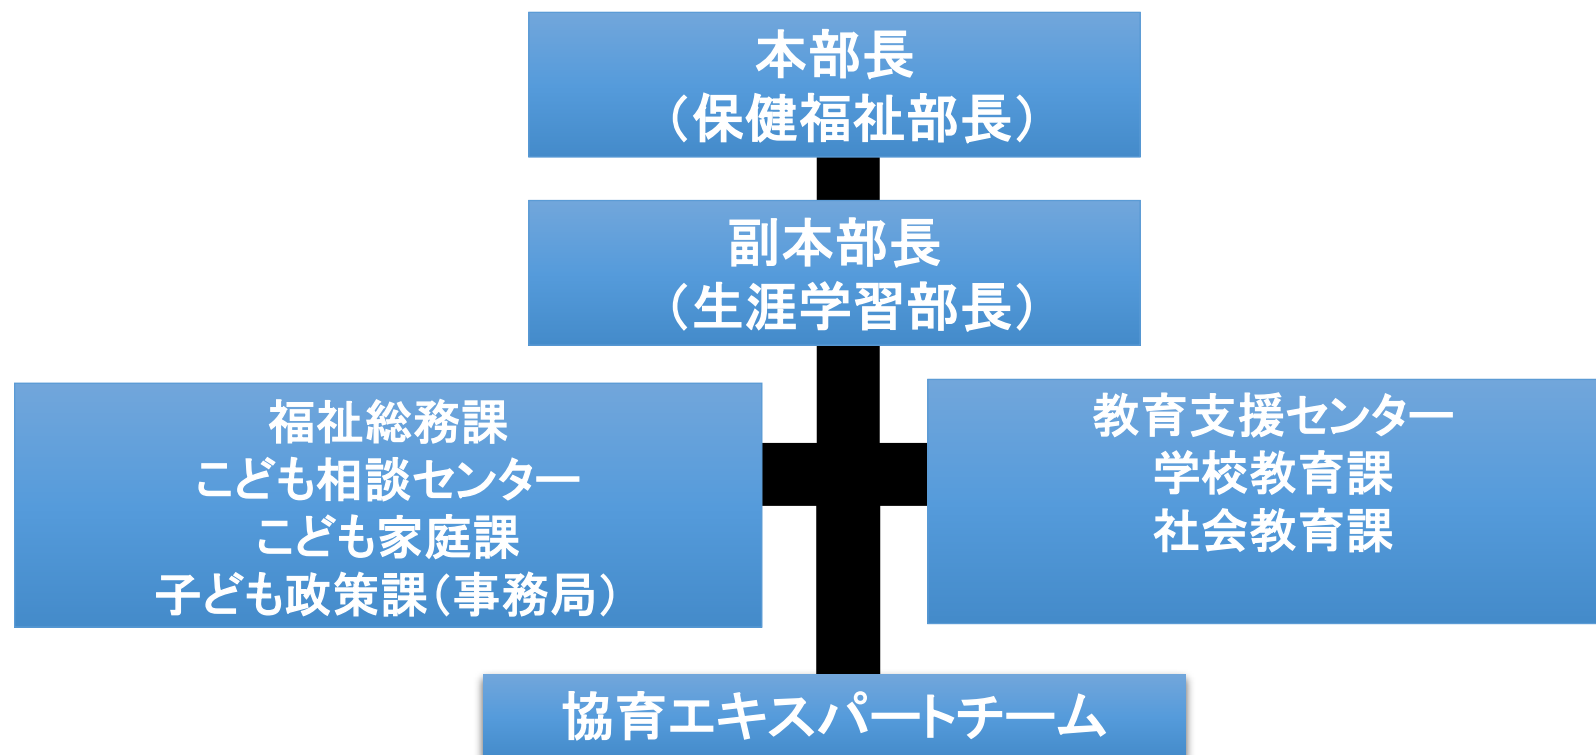 本部長
（保健福祉部長）
副本部長
（生涯学習部長）
福祉総務課
こども相談センター
こども家庭課
子ども政策課（事務局）
教育支援センター
学校教育課
社会教育課
協育エキスパートチーム